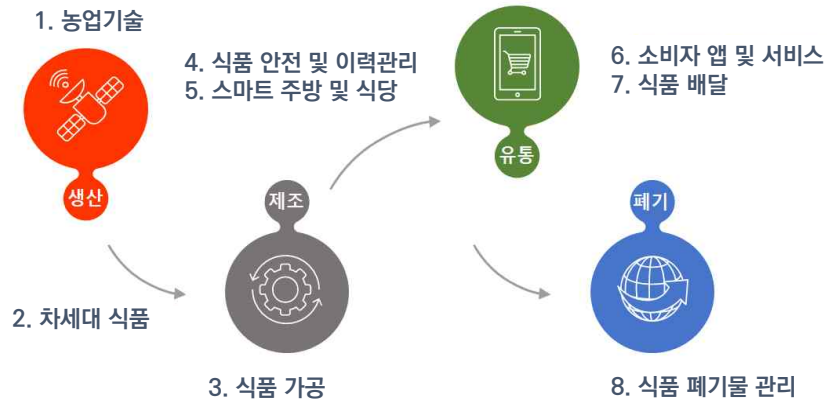 1. 농업기술
4. 식품 안전 및 이력관리
5. 스마트 주방 및 식당
6. 소비자 앱 및 서비스
7. 식품 배달
생산
제조
유통
폐기
2. 차세대 식품
3. 식품 가공
8. 식품 폐기물 관리